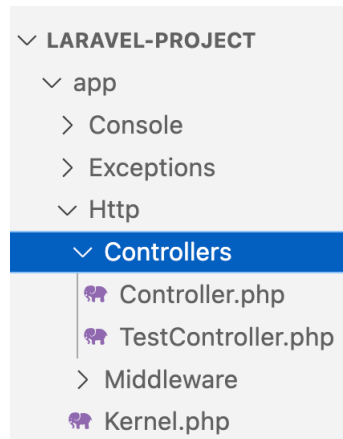 LARAVEL-PROJECT
app
Console
Exceptions
Http
Controllers
Controller.php
TestController.php
Middleware
Kernel.php